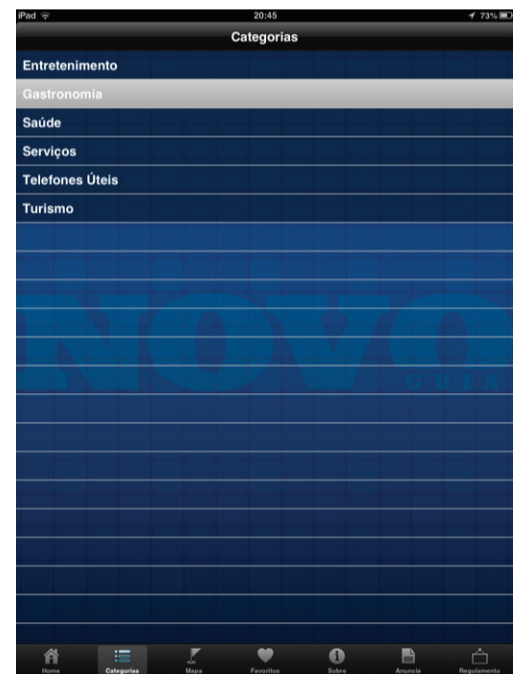 iPad 20:45 73%
Categorias
Entretenimento
Gastronomia
Saúde
Serviços
Telefones Úteis
Turismo
NOVO
GUIA
Home Categorias Mapa Favoritos Sobre Anuncie Regulamento